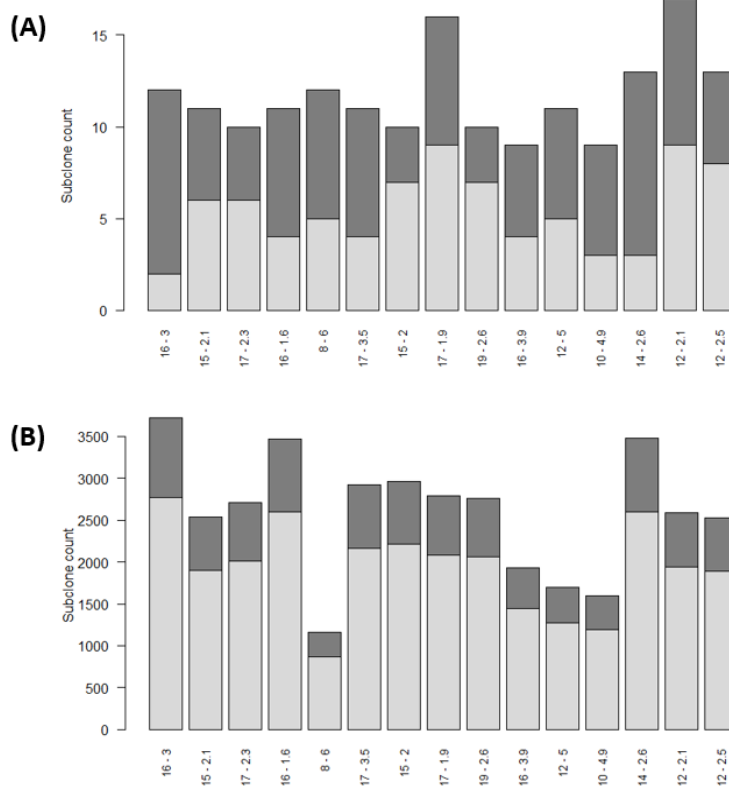 (A)
Subclone count
15
10
5
0
16 - 3
15 - 2.1
17 - 2.3
16 - 1.6
8 - 6
17 - 3.5
15 - 2
17 - 1.9
19 - 2.6
16 - 3.9
12 - 5
10 - 4.9
14 - 2.6
12 - 2.1
12 - 2.5
(B)
Subclone count
3500
3000
2500
2000
1500
1000
500
0
16 - 3
15 - 2.1
17 - 2.3
16 - 1.6
8 - 6
17 - 3.5
15 - 2
17 - 1.9
19 - 2.6
16 - 3.9
12 - 5
10 - 4.9
14 - 2.6
12 - 2.1
12 - 2.5